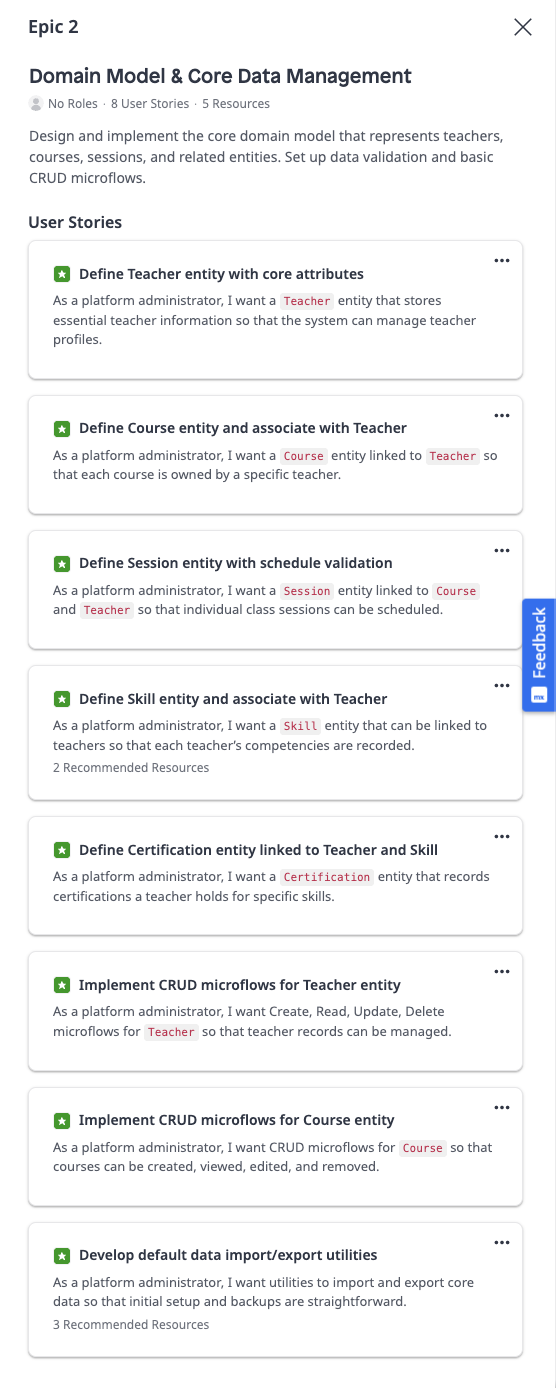 Epic 2
Domain Model & Core Data Management
No Roles · 8 User Stories · 5 Resources
Design and implement the core domain model that represents teachers,
courses, sessions, and related entities. Set up data validation and basic
CRUD microflows.
User Stories
Define Teacher entity with core attributes
As a platform administrator, I want a Teacher entity that stores
essential teacher information so that the system can manage teacher
profiles.
Define Course entity and associate with Teacher
As a platform administrator, I want a Course entity linked to Teacher so
that each course is owned by a specific teacher.
Define Session entity with schedule validation
As a platform administrator, I want a Session entity linked to Course
and Teacher so that individual class sessions can be scheduled.
Feedback
mx
Define Skill entity and associate with Teacher
As a platform administrator, I want a Skill entity that can be linked to
teachers so that each teacher's competencies are recorded.
2 Recommended Resources
Define Certification entity linked to Teacher and Skill
As a platform administrator, I want a Certification entity that records
certifications a teacher holds for specific skills.
Implement CRUD microflows for Teacher entity
As a platform administrator, I want Create, Read, Update, Delete
microflows for Teacher so that teacher records can be managed.
Implement CRUD microflows for Course entity
As a platform administrator, I want CRUD microflows for Course so that
courses can be created, viewed, edited, and removed.
Develop default data import/export utilities
As a platform administrator, I want utilities to import and export core
data so that initial setup and backups are straightforward.
3 Recommended Resources